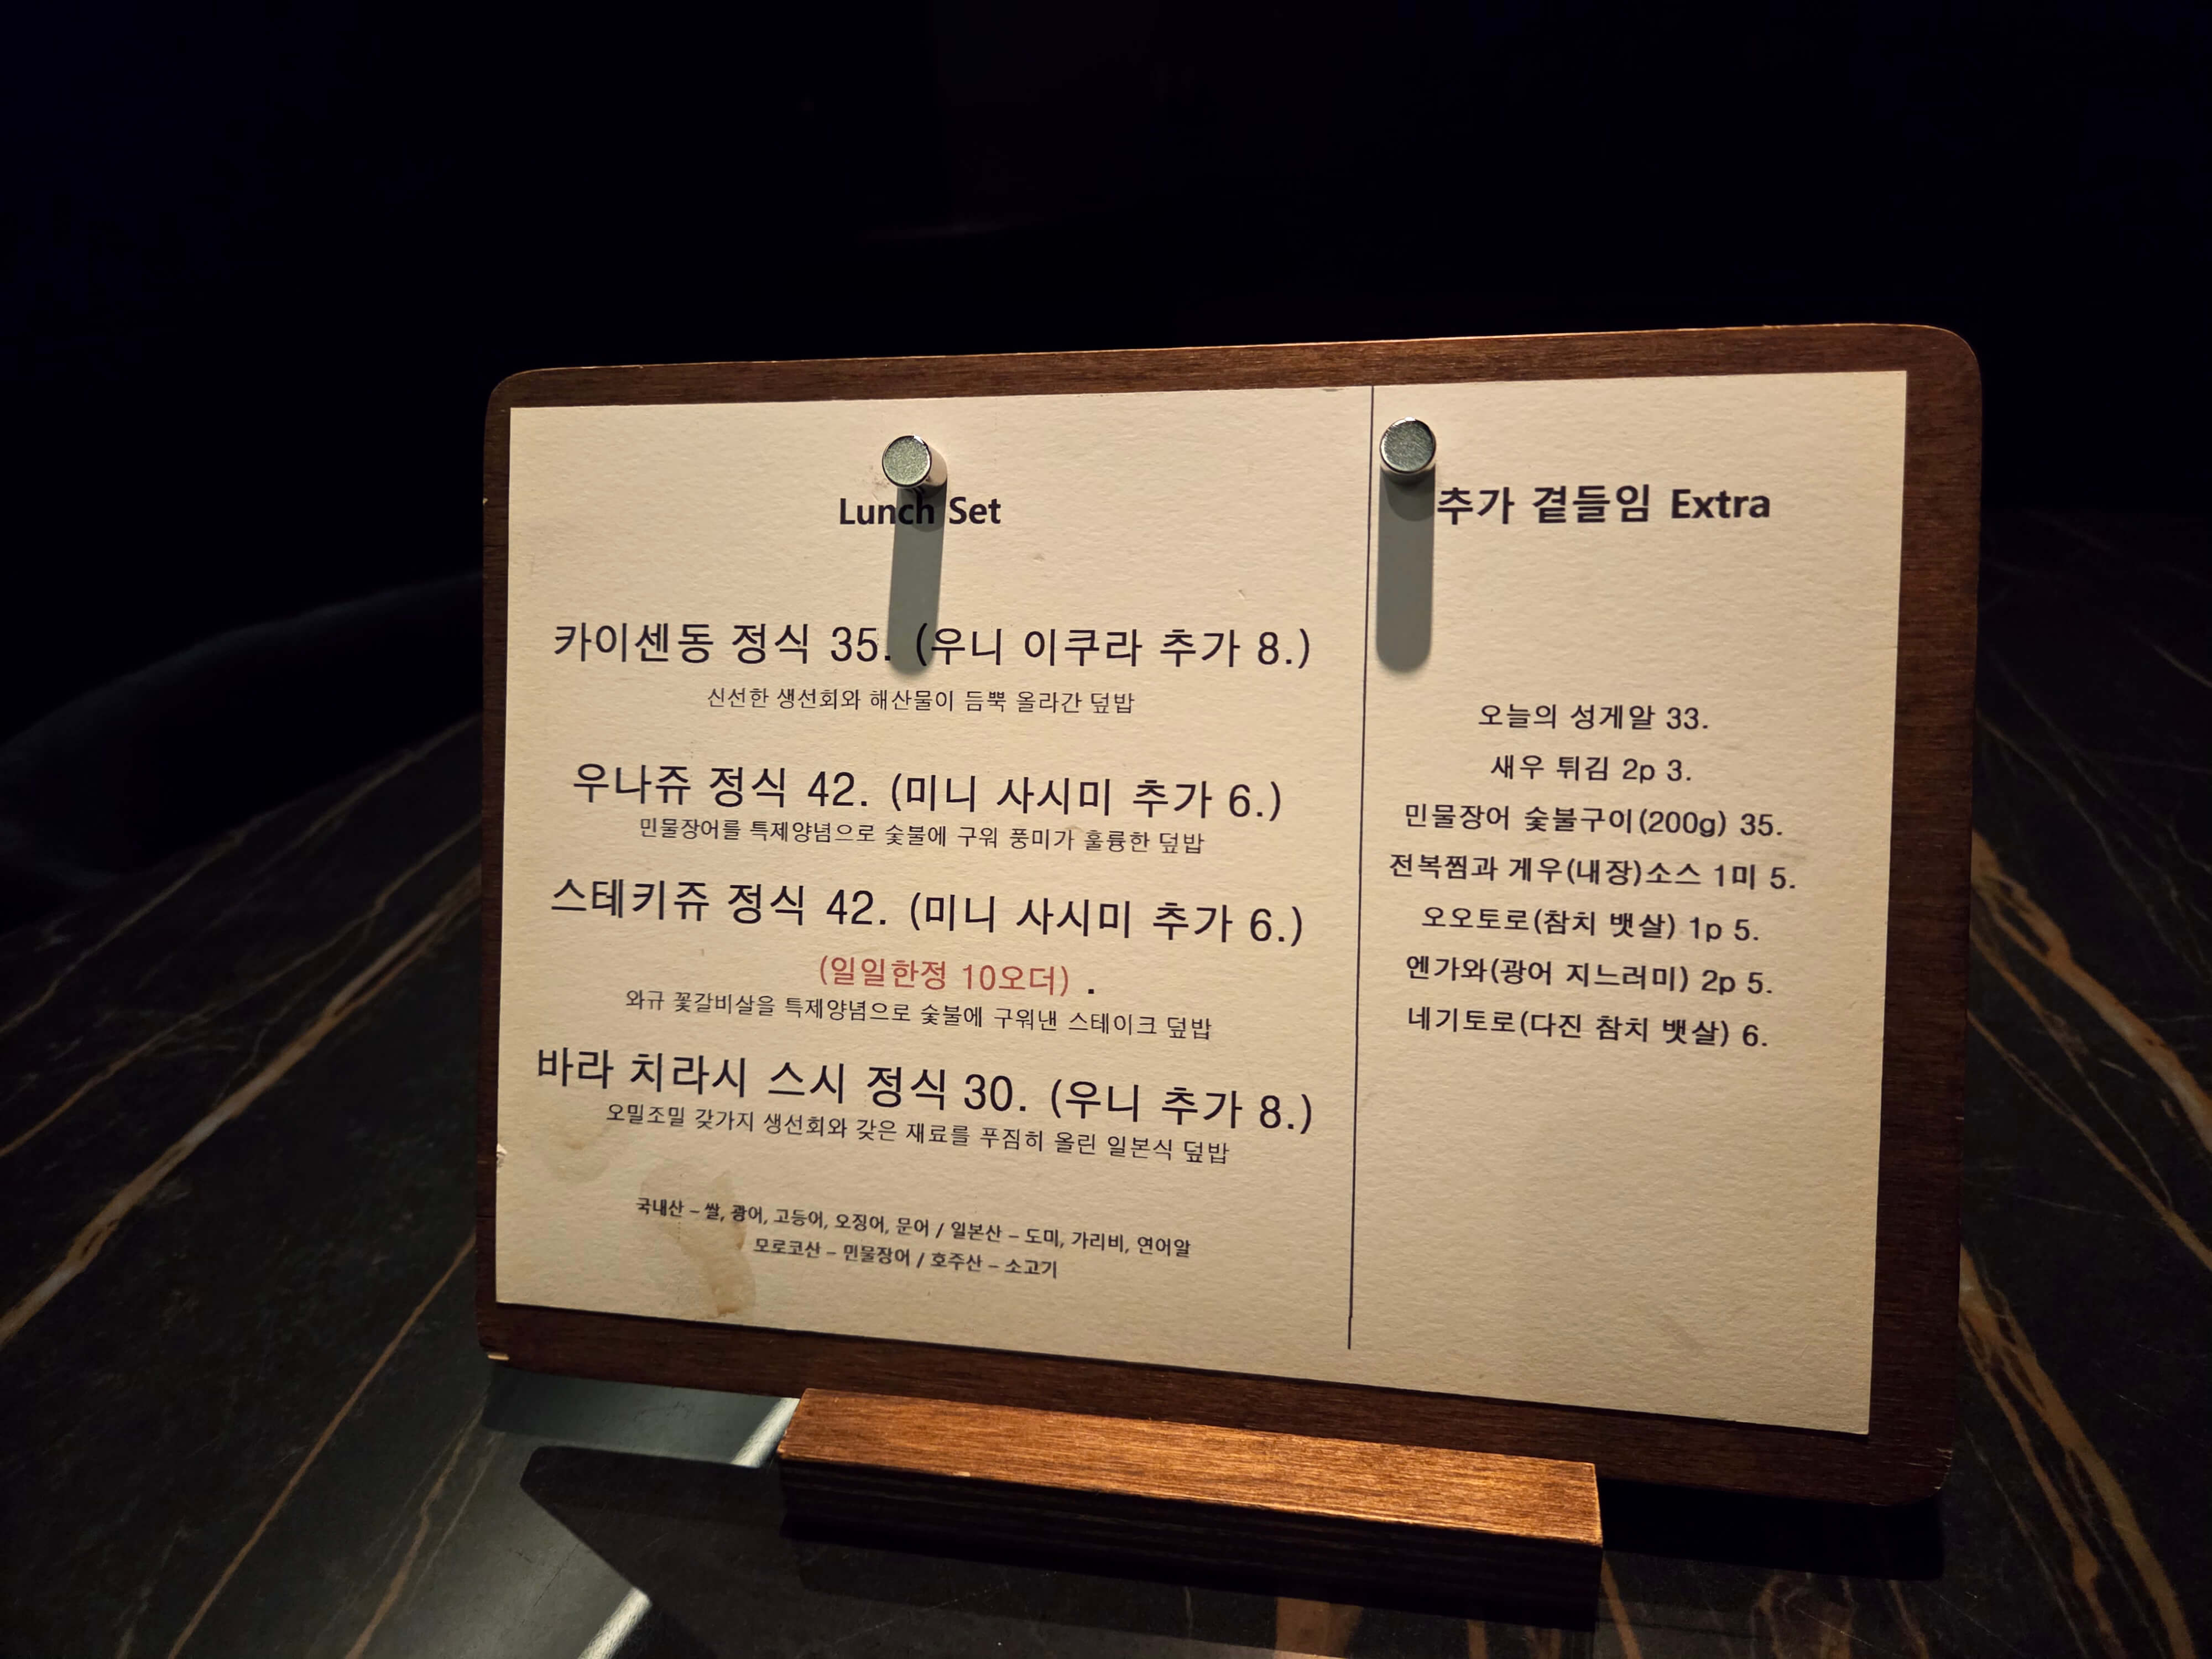 Lunch Set
카이센동 정식 35. (우니 이쿠라 추가 8.)
신선한 생선회와 해산물이 듬뿍 올라간 덮밥
우나쥬 정식 42. (미니 사시미 추가 6.)
민물장어를 특제양념으로 숯불에 구워 풍미가 훌륭한 덮밥
스테키쥬 정식 42. (미니 사시미 추가 6.)
(일일한정 10오더) .
와규 꽃갈비살을 특제양념으로 숯불에 구워낸 스테이크 덮밥
바라 치라시 스시 정식 30. (우니 추가 8.)
오밀조밀 갖가지 생선회와 갖은 재료를 푸짐히 올린 일본식 덮밥
국내산 – 쌀, 광어, 고등어, 오징어, 문어 / 일본산 – 도미, 가리비, 연어알
모로코산 – 민물장어 / 호주산 – 소고기
추가 곁들임 Extra
오늘의 성게알 33.
새우 튀김 2p 3.
민물장어 숯불구이(200g) 35.
전복찜과 게우(내장)소스 1미 5.
오오토로(참치 뱃살) 1p 5.
엔가와(광어 지느러미) 2p 5.
네기토로(다진 참치 뱃살) 6.